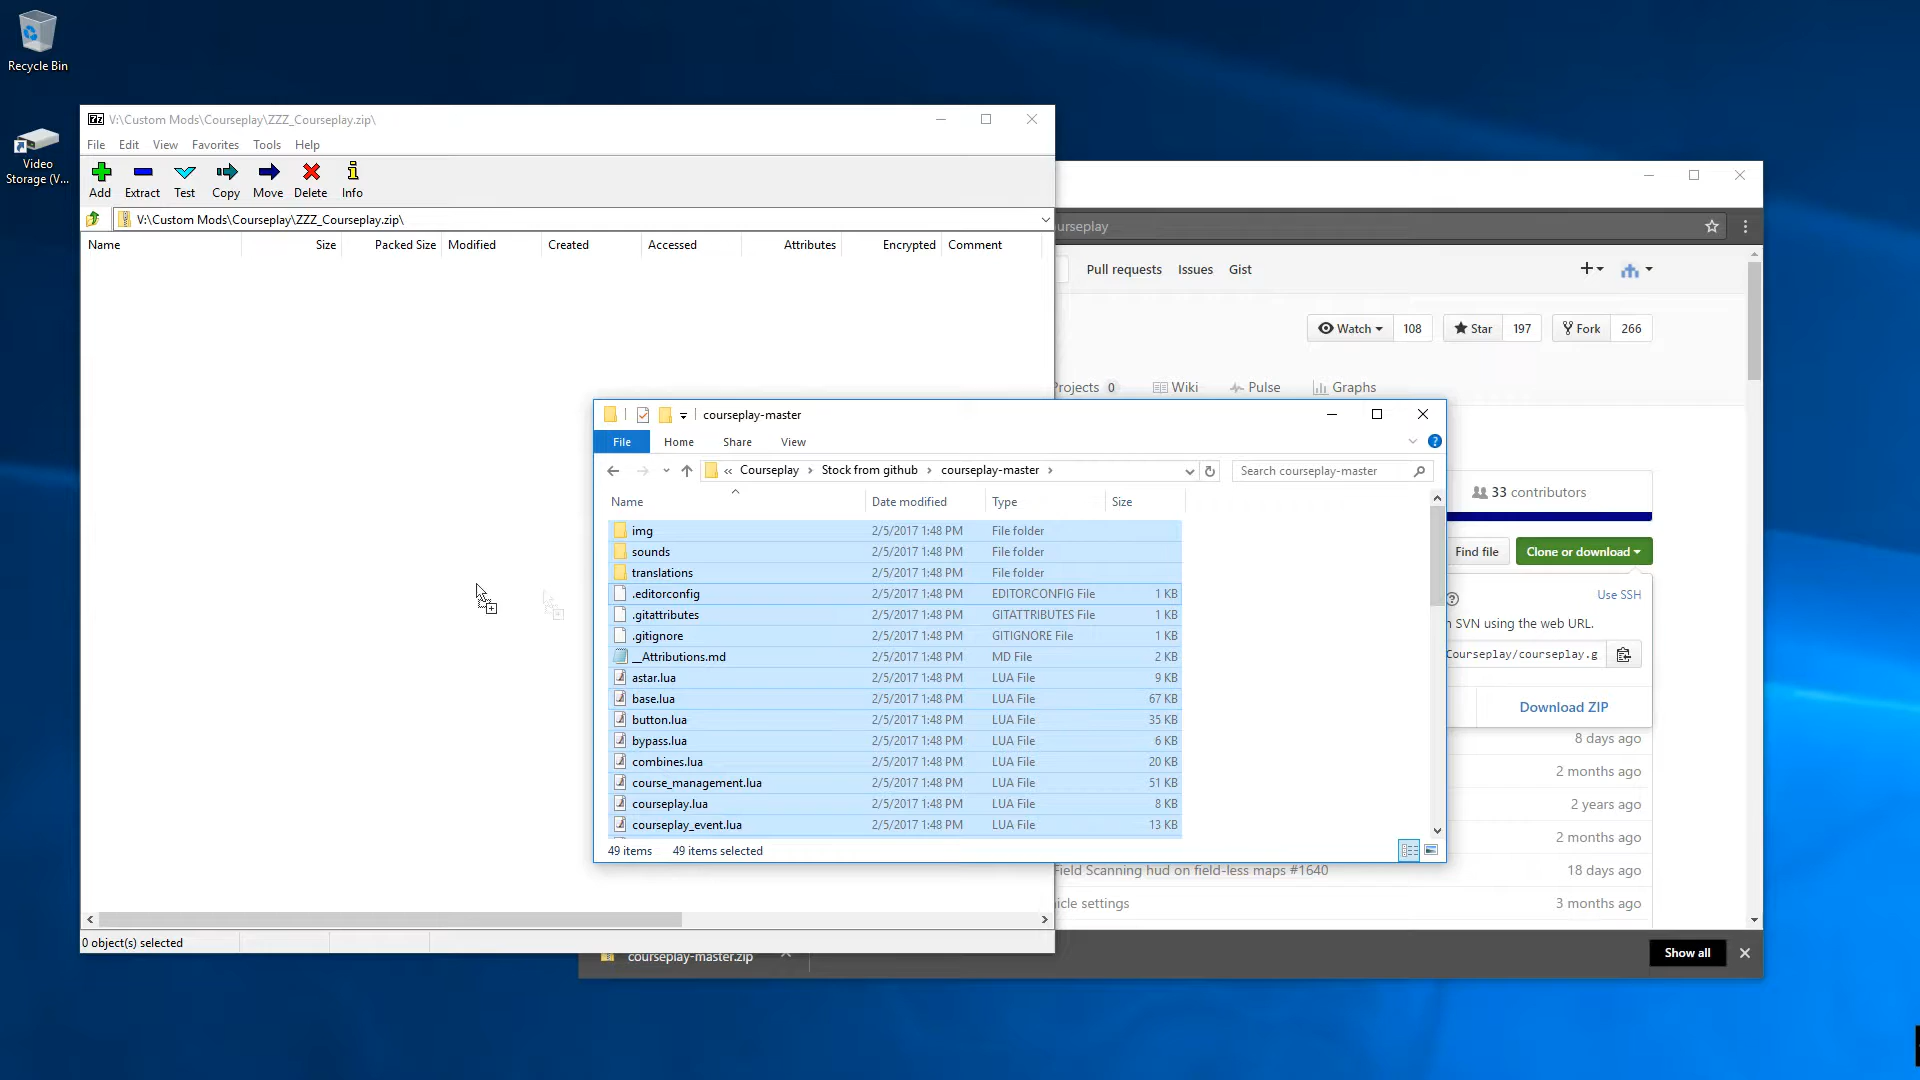 Recycle Bin
Video
Storage (V...
V:\Custom Mods\Courseplay\ZZZ_Courseplay.zip\
File Edit View Favorites Tools Help
Add Extract Test Copy Move Delete Info
V:\Custom Mods\Courseplay\ZZZ_Courseplay.zip\
Name Size Packed Size Modified Created Accessed Attributes Encrypted Comment
0 object(s) selected
courseplay-master
File Home Share View
« Courseplay › Stock from github › courseplay-master ›
Search courseplay-master
Name Date modified Type Size
img 2/5/2017 1:48 PM File folder
sounds 2/5/2017 1:48 PM File folder
translations 2/5/2017 1:48 PM File folder
.editorconfig 2/5/2017 1:48 PM EDITORCONFIG File 1 KB
.gitattributes 2/5/2017 1:48 PM GITATTRIBUTES File 1 KB
.gitignore 2/5/2017 1:48 PM GITIGNORE File 1 KB
__Attributions.md 2/5/2017 1:48 PM MD File 2 KB
astar.lua 2/5/2017 1:48 PM LUA File 9 KB
base.lua 2/5/2017 1:48 PM LUA File 67 KB
button.lua 2/5/2017 1:48 PM LUA File 35 KB
bypass.lua 2/5/2017 1:48 PM LUA File 6 KB
combines.lua 2/5/2017 1:48 PM LUA File 20 KB
course_management.lua 2/5/2017 1:48 PM LUA File 51 KB
courseplay.lua 2/5/2017 1:48 PM LUA File 8 KB
courseplay_event.lua 2/5/2017 1:48 PM LUA File 13 KB
49 items 49 items selected
urseplay
Pull requests Issues Gist
Watch 108 Star 197 Fork 266
Projects 0 Wiki Pulse Graphs
33 contributors
Find file Clone or download
Use SSH
n SVN using the web URL.
Courseplay/courseplay.g
Download ZIP
8 days ago
2 months ago
2 years ago
2 months ago
Field Scanning hud on field-less maps #1640 18 days ago
icle settings 3 months ago
courseplay-master.zip
Show all